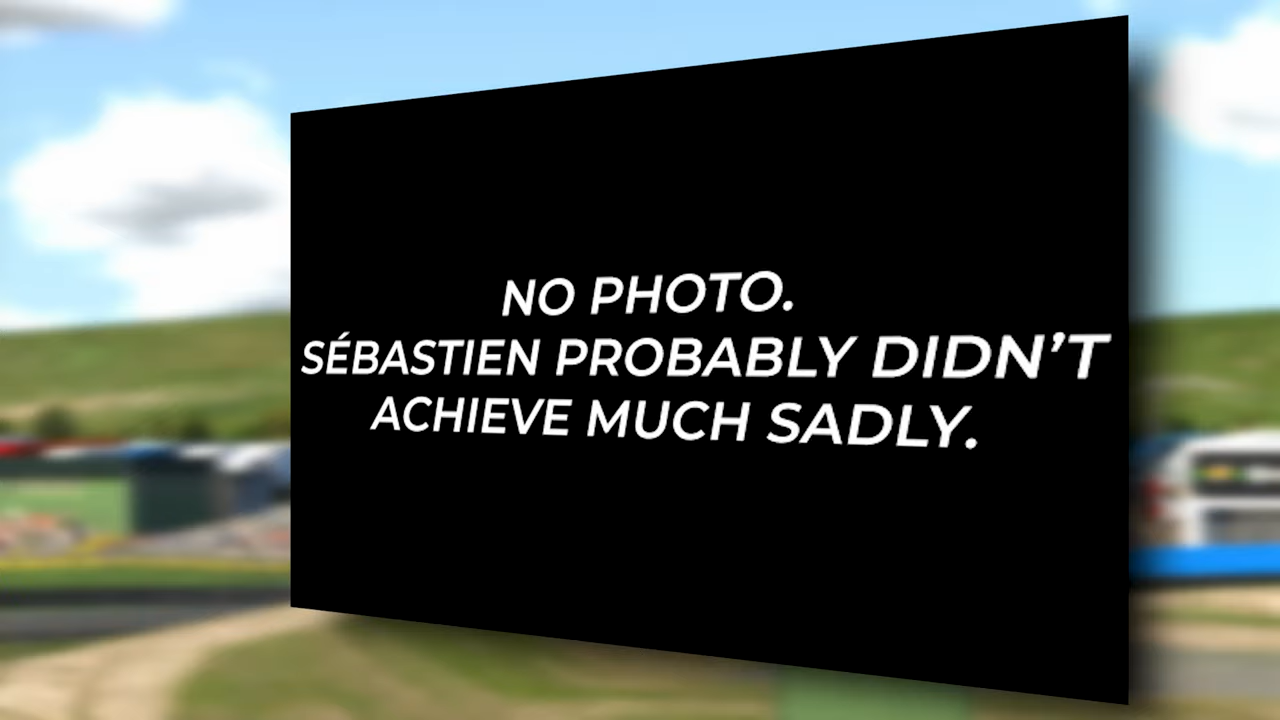 NO PHOTO.
SÉBASTIEN PROBABLY DIDN’T
ACHIEVE MUCH SADLY.